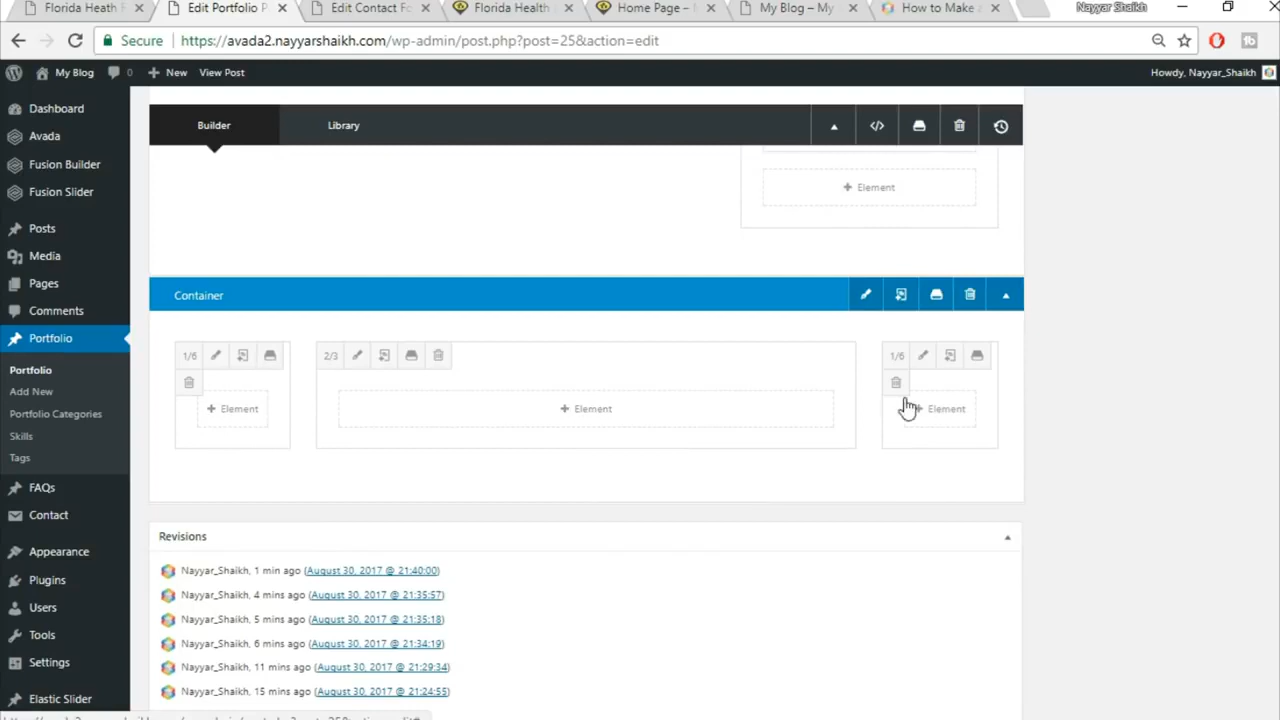 Florida Heath F
Edit Portfolio P
Edit Contact Fo
Florida Health
Home Page –
My Blog – My
How to Make a
Nayyar Shaikh
Secure https://avada2.nayyarshaikh.com/wp-admin/post.php?post=25&action=edit
My Blog 0 New View Post Howdy, Nayyar_Shaikh
Dashboard
Avada
Fusion Builder
Fusion Slider
Posts
Media
Pages
Comments
Portfolio
Portfolio
Add New
Portfolio Categories
Skills
Tags
FAQs
Contact
Appearance
Plugins
Users
Tools
Settings
Elastic Slider
Builder Library
+ Element
Container
1/6 2/3 1/6
+ Element + Element + Element
Revisions
Nayyar_Shaikh, 1 min ago (August 30, 2017 @ 21:40:00)
Nayyar_Shaikh, 4 mins ago (August 30, 2017 @ 21:35:57)
Nayyar_Shaikh, 5 mins ago (August 30, 2017 @ 21:35:18)
Nayyar_Shaikh, 6 mins ago (August 30, 2017 @ 21:34:19)
Nayyar_Shaikh, 11 mins ago (August 30, 2017 @ 21:29:34)
Nayyar_Shaikh, 15 mins ago (August 30, 2017 @ 21:24:55)